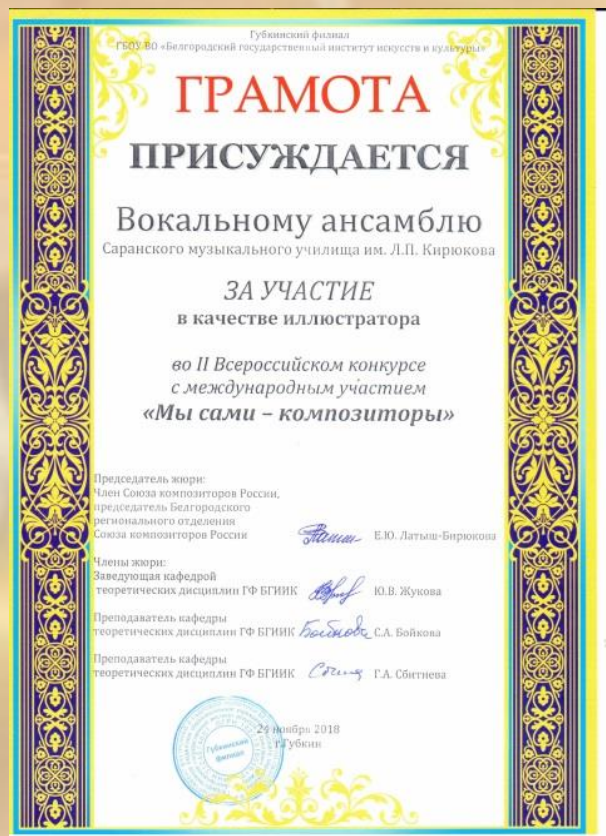 Губкинский филиал
ГБОУ ВО «Белгородский государственный институт искусств и культуры»
ГРАМОТА
ПРИСУЖДАЕТСЯ
Вокальному ансамблю
Саранского музыкального училища им. Л.П. Кирюкова
ЗА УЧАСТИЕ
в качестве иллюстратора
во II Всероссийском конкурсе
с международным участием
«Мы сами – композиторы»
Председатель жюри:
Член Союза композиторов России,
председатель Белгородского
регионального отделения
Союза композиторов России Е.Ю. Латыш-Бирюкова
Члены жюри:
Заведующая кафедрой
теоретических дисциплин ГФ БГИИК Ю.В. Жукова
Преподаватель кафедры
теоретических дисциплин ГФ БГИИК Бойкова С.А. Бойкова
Преподаватель кафедры
теоретических дисциплин ГФ БГИИК Г.А. Сбитнева
24 ноября 2018
г.Губкин
Губкинский
филиал